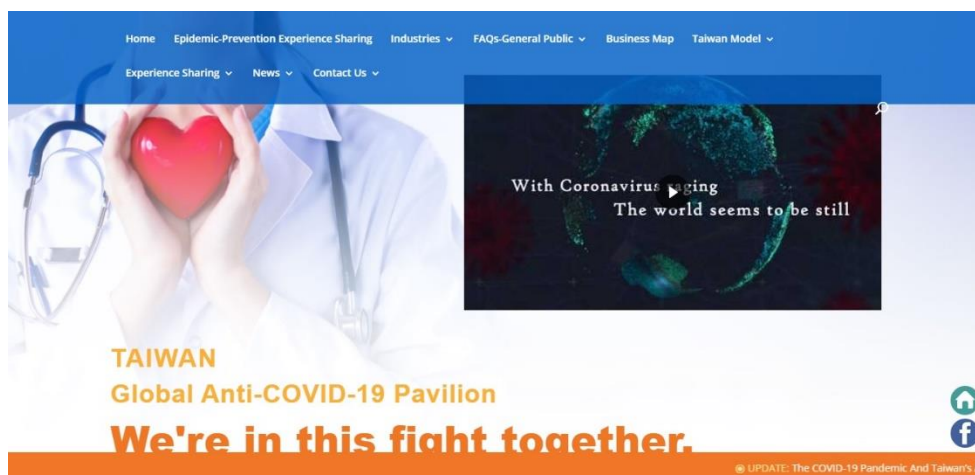 Home Epidemic-Prevention Experience Sharing Industries FAQs-General Public Business Map Taiwan Model
Experience Sharing News Contact Us
With Coronavirus raging
The world seems to be still
TAIWAN
Global Anti-COVID-19 Pavilion
We're in this fight together.
UPDATE: The COVID-19 Pandemic And Taiwan's